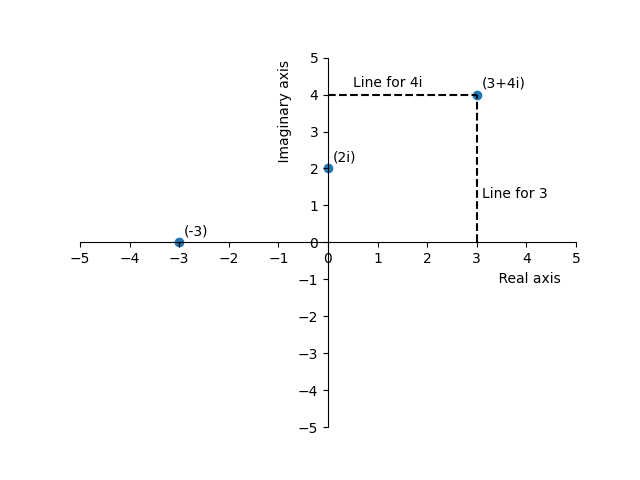 5
Line for 4i
(3+4i)
4
Imaginary axis
3
(2i)
2
Line for 3
1
(-3)
0
−5 −4 −3 −2 −1 0 1 2 3 4 5
−1
Real axis
−2
−3
−4
−5